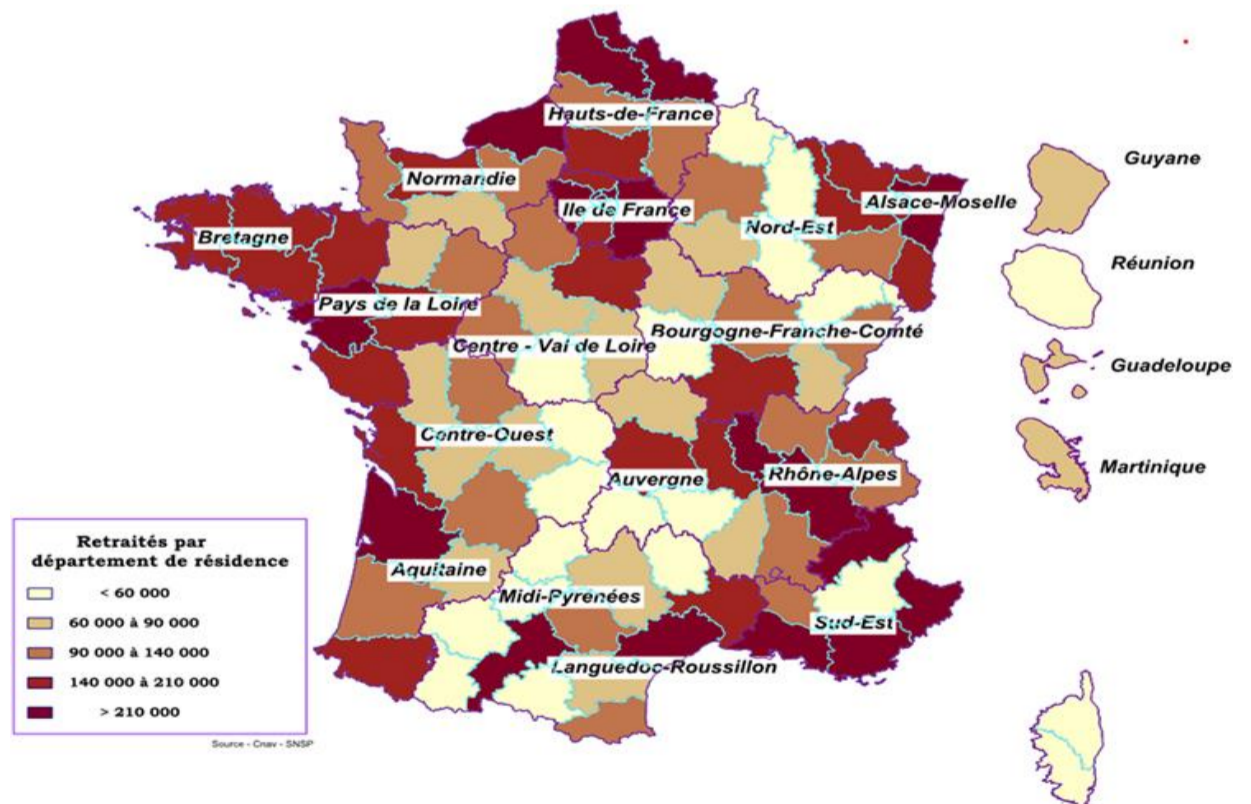 Hauts-de-France
Normandie
Ile de France
Alsace-Moselle
Bretagne
Nord-Est
Pays de la Loire
Bourgogne-Franche-Comté
Centre - Val de Loire
Centre-Ouest
Auvergne
Rhône-Alpes
Aquitaine
Midi-Pyrénées
Sud-Est
Languedoc-Roussillon
Guyane
Réunion
Guadeloupe
Martinique
Retraités par
département de résidence
< 60 000
60 000 à 90 000
90 000 à 140 000
140 000 à 210 000
> 210 000
Source - Cnav - SNSP